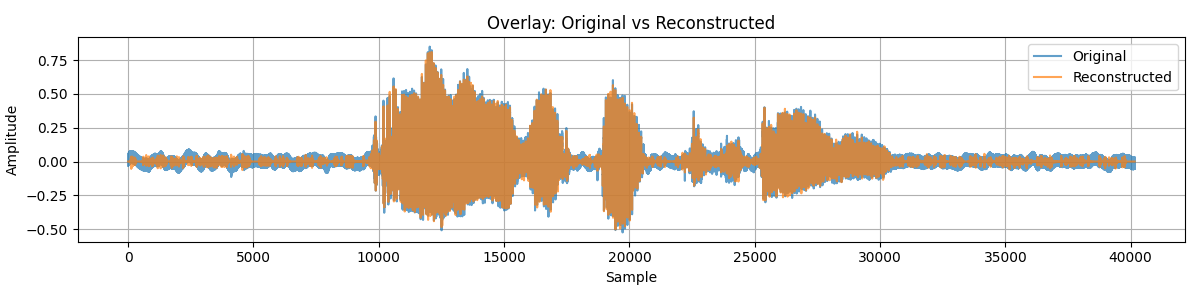 Overlay: Original vs Reconstructed
Original
Reconstructed
Amplitude
0.75
0.50
0.25
0.00
−0.25
−0.50
0 5000 10000 15000 20000 25000 30000 35000 40000
Sample